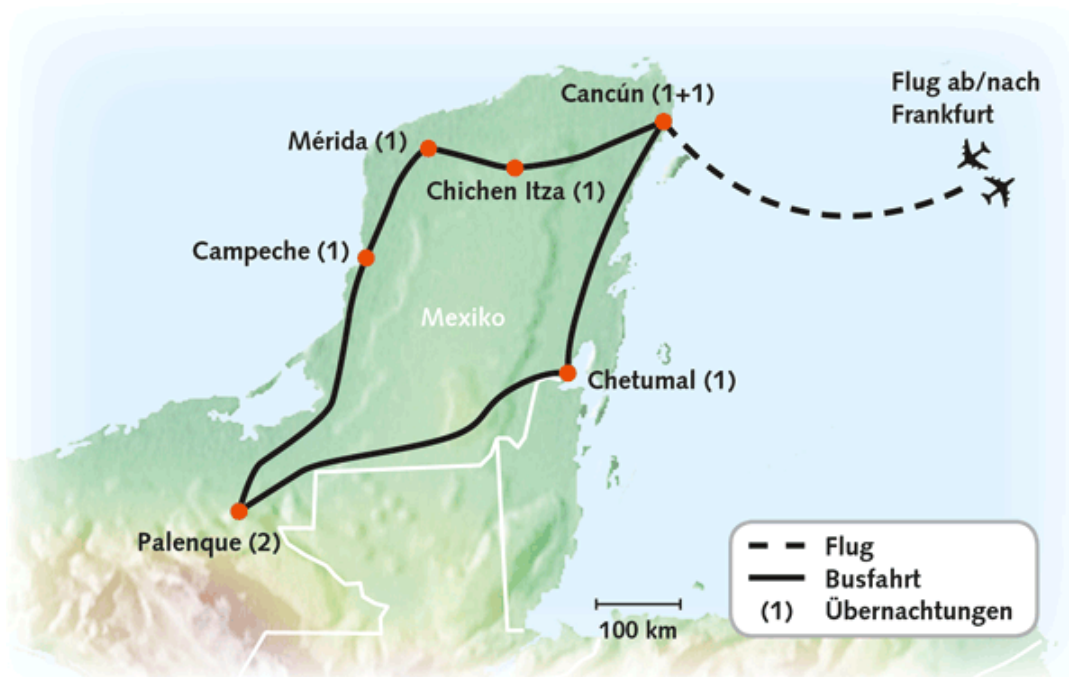 Flug ab/nach
Frankfurt
Cancún (1+1)
Mérida (1)
Chichen Itza (1)
Campeche (1)
Mexiko
Chetumal (1)
Palenque (2)
Flug
Busfahrt
(1) Übernachtungen
100 km